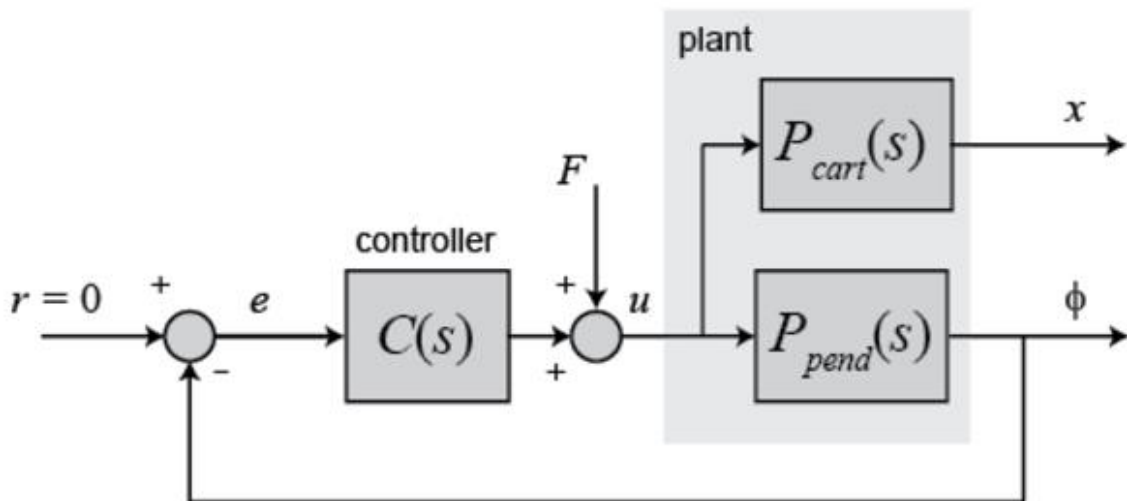 plant
P_cart(s)
x
F
controller
r = 0
+
-
e
C(s)
+
+
u
P_pend(s)
ϕ